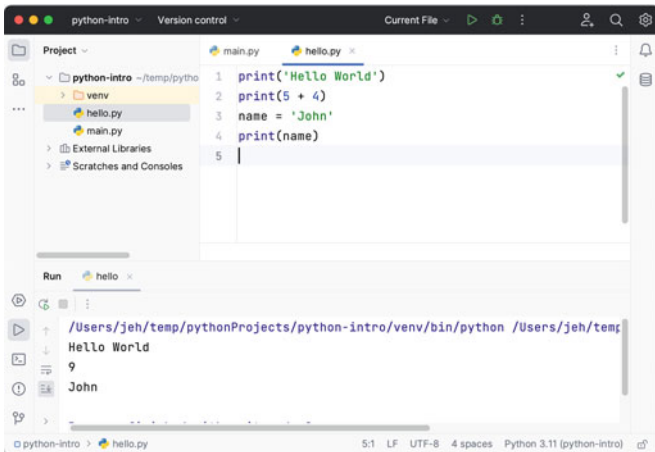 python-intro Version control Current File
Project
main.py hello.py
python-intro ~/temp/pytho
venv
hello.py
main.py
External Libraries
Scratches and Consoles
1 print('Hello World')
2 print(5 + 4)
3 name = 'John'
4 print(name)
5
Run hello
/Users/jeh/temp/pythonProjects/python-intro/venv/bin/python /Users/jeh/temp
Hello World
9
John
python-intro > hello.py 5:1 LF UTF-8 4 spaces Python 3.11 (python-intro)